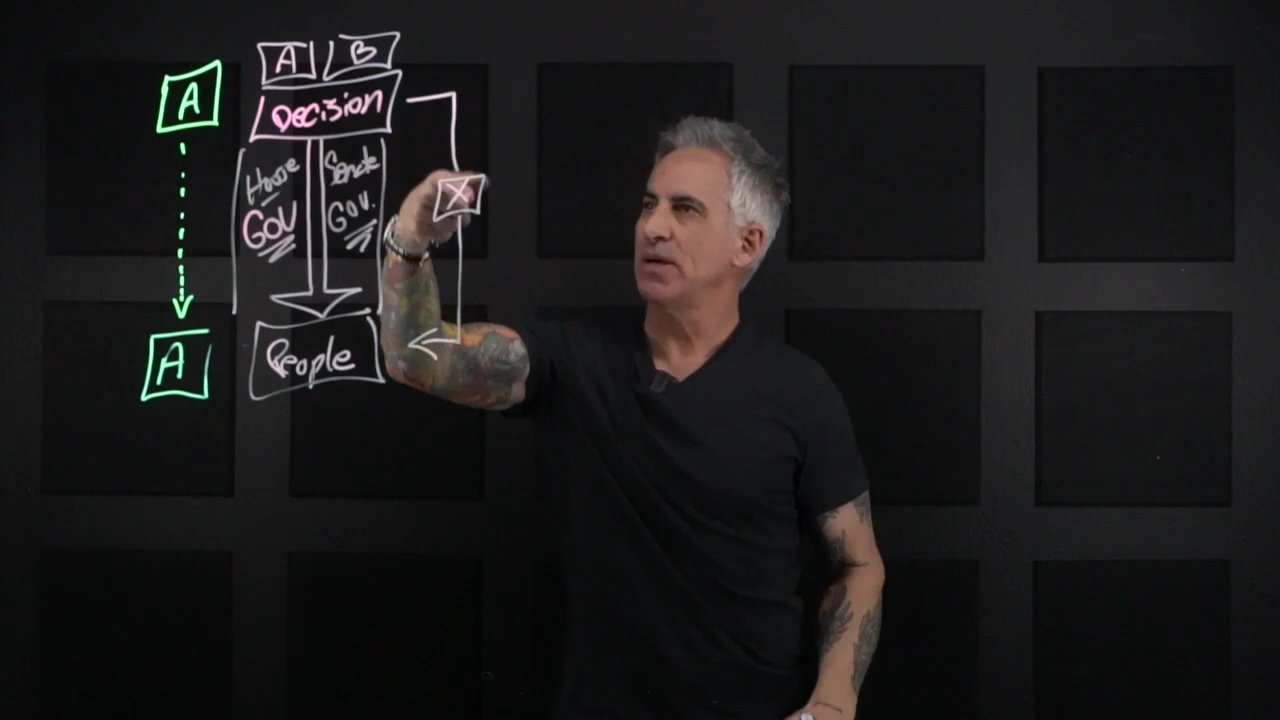 A B
A Decision
House Senate
GOV GOV.
X
A People